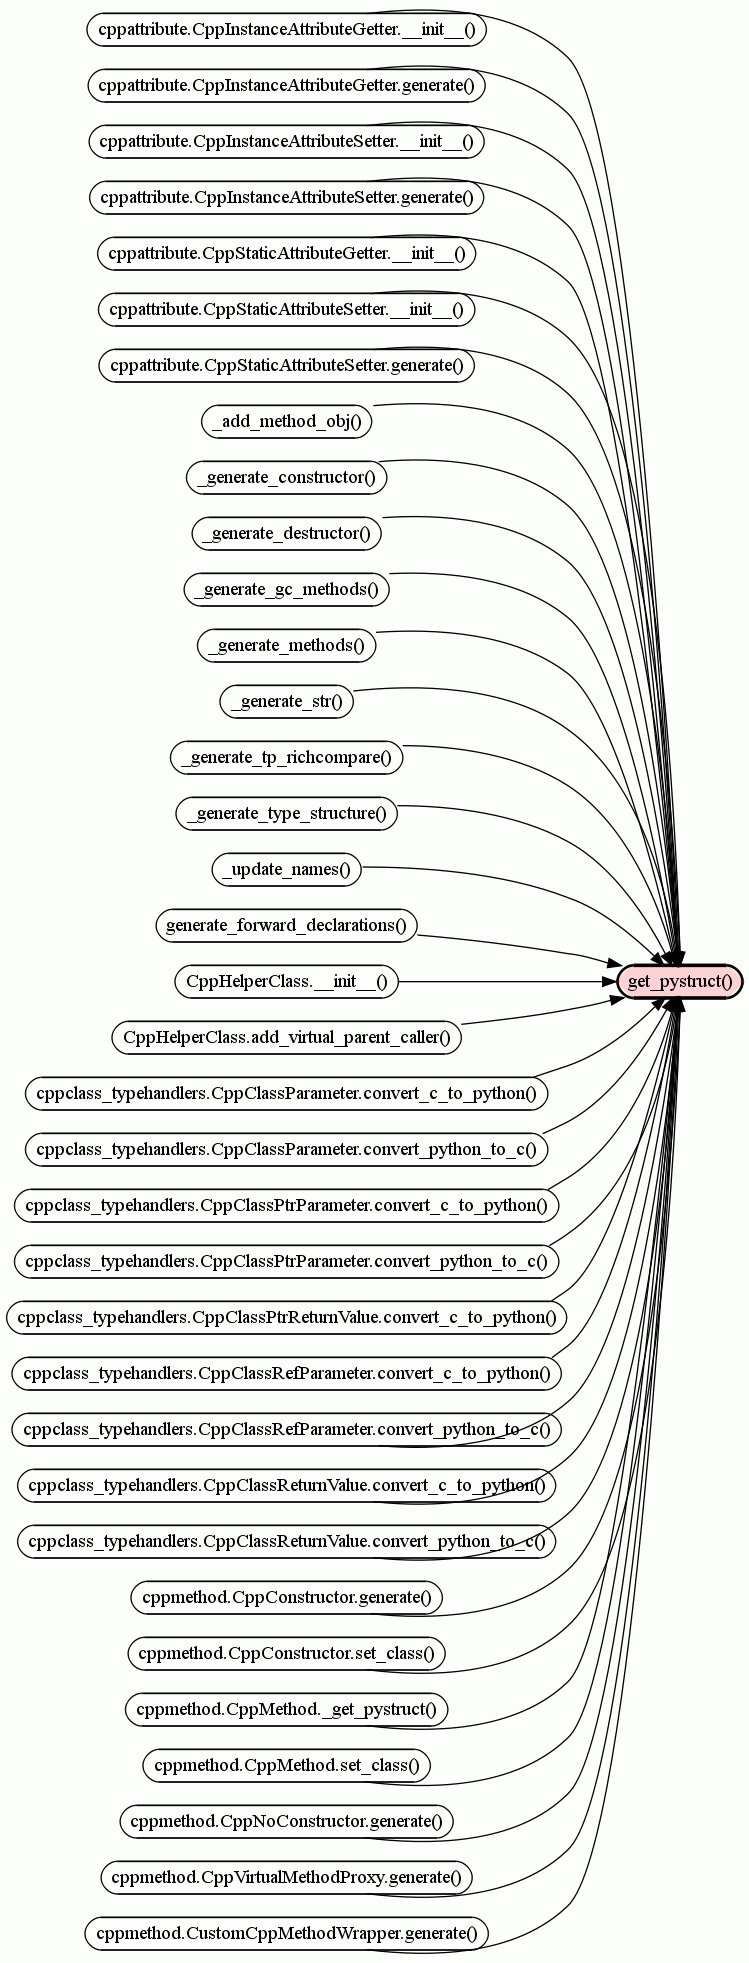 cppattribute.CppInstanceAttributeGetter.__init__()
cppattribute.CppInstanceAttributeGetter.generate()
cppattribute.CppInstanceAttributeSetter.__init__()
cppattribute.CppInstanceAttributeSetter.generate()
cppattribute.CppStaticAttributeGetter.__init__()
cppattribute.CppStaticAttributeSetter.__init__()
cppattribute.CppStaticAttributeSetter.generate()
_add_method_obj()
_generate_constructor()
_generate_destructor()
_generate_gc_methods()
_generate_methods()
_generate_str()
_generate_tp_richcompare()
_generate_type_structure()
_update_names()
generate_forward_declarations()
CppHelperClass.__init__()
get_pystruct()
CppHelperClass.add_virtual_parent_caller()
cppclass_typehandlers.CppClassParameter.convert_c_to_python()
cppclass_typehandlers.CppClassParameter.convert_python_to_c()
cppclass_typehandlers.CppClassPtrParameter.convert_c_to_python()
cppclass_typehandlers.CppClassPtrParameter.convert_python_to_c()
cppclass_typehandlers.CppClassPtrReturnValue.convert_c_to_python()
cppclass_typehandlers.CppClassRefParameter.convert_c_to_python()
cppclass_typehandlers.CppClassRefParameter.convert_python_to_c()
cppclass_typehandlers.CppClassReturnValue.convert_c_to_python()
cppclass_typehandlers.CppClassReturnValue.convert_python_to_c()
cppmethod.CppConstructor.generate()
cppmethod.CppConstructor.set_class()
cppmethod.CppMethod._get_pystruct()
cppmethod.CppMethod.set_class()
cppmethod.CppNoConstructor.generate()
cppmethod.CppVirtualMethodProxy.generate()
cppmethod.CustomCppMethodWrapper.generate()